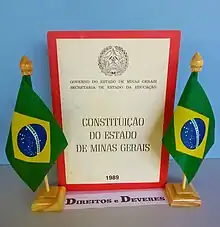 GOVERNO DO ESTADO DE MINAS GERAIS
SECRETARIA DE ESTADO DA EDUCAÇÃO
CONSTITUIÇÃO
DO ESTADO
DE MINAS GERAIS
1989
DIREITOS E DEVERES